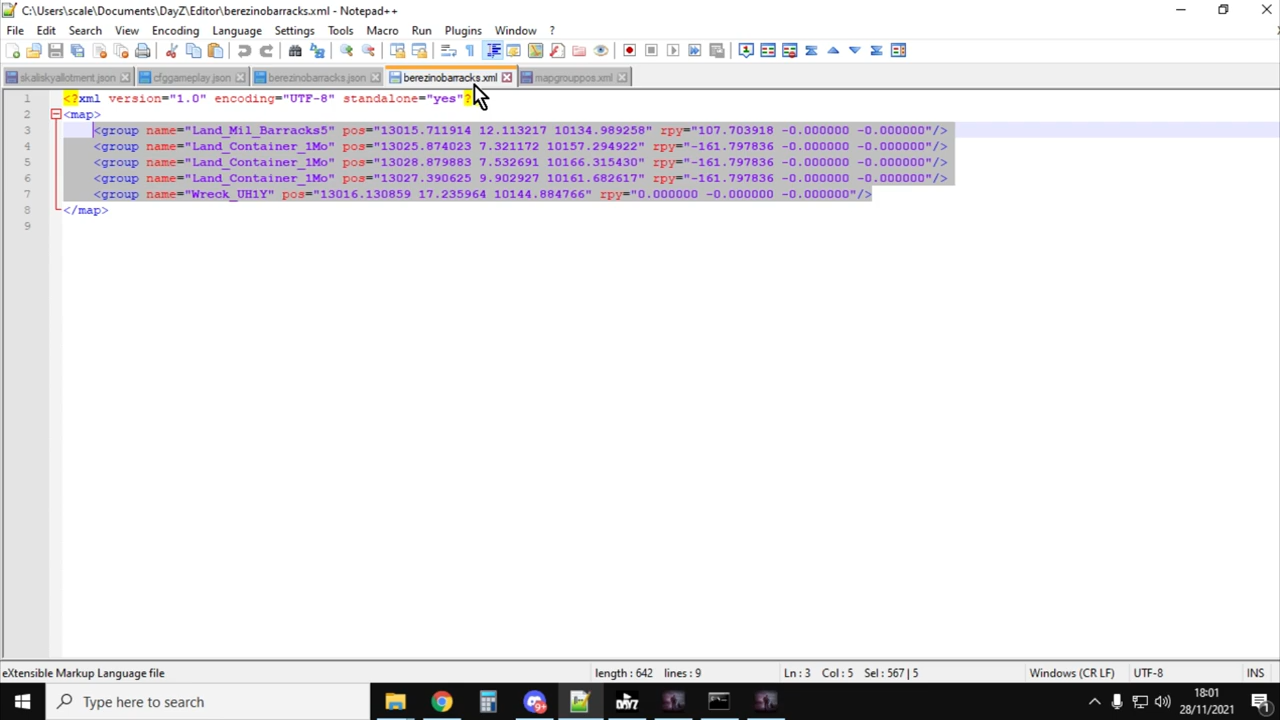 C:\Users\scale\Documents\DayZ\Editor\berezinobarracks.xml - Notepad++
File Edit Search View Encoding Language Settings Tools Macro Run Plugins Window ?
skaliskyallotment.json cfggameplay.json berezinobarracks.json berezinobarracks.xml mapgrouppos.xml
1 <?xml version="1.0" encoding="UTF-8" standalone="yes"?>
2 <map>
3 <group name="Land_Mil_Barracks5" pos="13015.711914 12.113217 10134.989258" rpy="107.703918 -0.000000 -0.000000"/>
4 <group name="Land_Container_1Mo" pos="13025.874023 7.321172 10157.294922" rpy="-161.797836 -0.000000 -0.000000"/>
5 <group name="Land_Container_1Mo" pos="13028.879883 7.532691 10166.315430" rpy="-161.797836 -0.000000 -0.000000"/>
6 <group name="Land_Container_1Mo" pos="13027.390625 9.902927 10161.682617" rpy="-161.797836 -0.000000 -0.000000"/>
7 <group name="Wreck_UH1Y" pos="13016.130859 17.235964 10144.884766" rpy="0.000000 -0.000000 -0.000000"/>
8 </map>
9
eXtensible Markup Language file length : 642 lines : 9 Ln : 3 Col : 5 Sel : 567 | 5 Windows (CR LF) UTF-8 INS
Type here to search DAYZ 18:01
28/11/2021 1